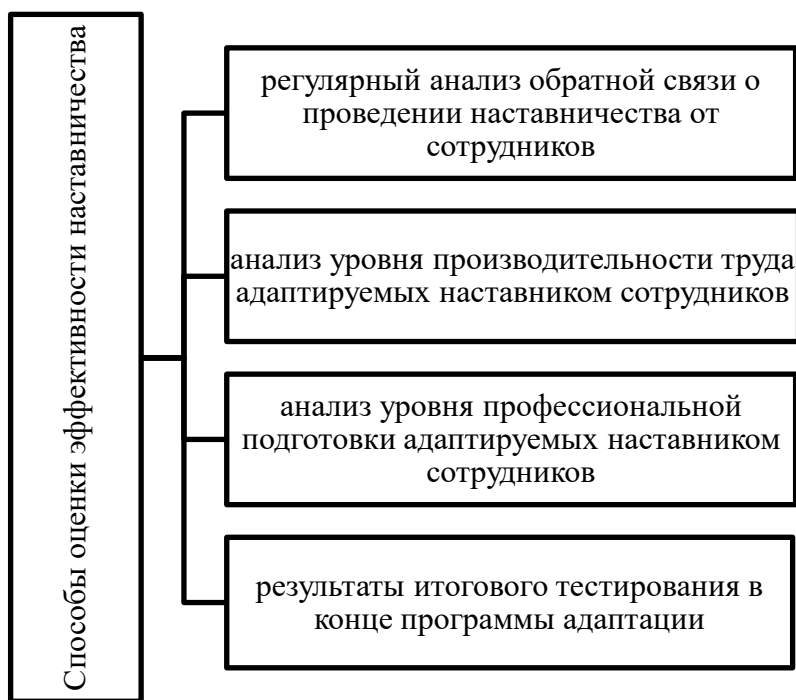 Способы оценки эффективности наставничества
регулярный анализ обратной связи о
проведении наставничества от
сотрудников
анализ уровня производительности труда
адаптируемых наставником сотрудников
анализ уровня профессиональной
подготовки адаптируемых наставником
сотрудников
результаты итогового тестирования в
конце программы адаптации